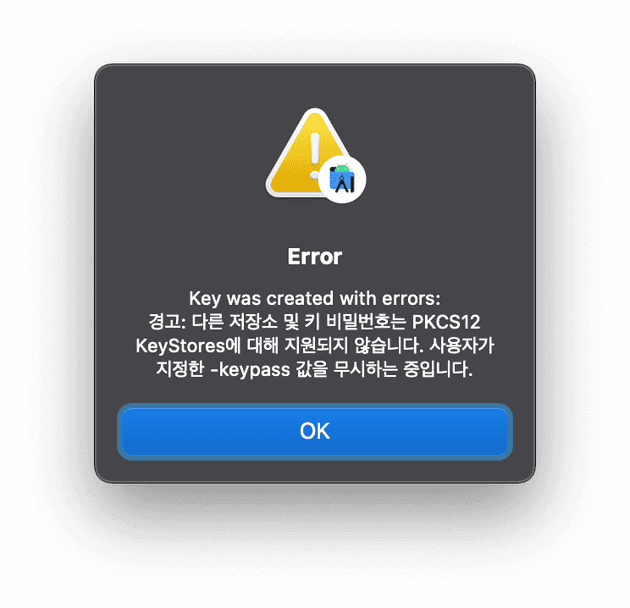 Error
Key was created with errors:
경고: 다른 저장소 및 키 비밀번호는 PKCS12
KeyStores에 대해 지원되지 않습니다. 사용자가
지정한 -keypass 값을 무시하는 중입니다.
OK